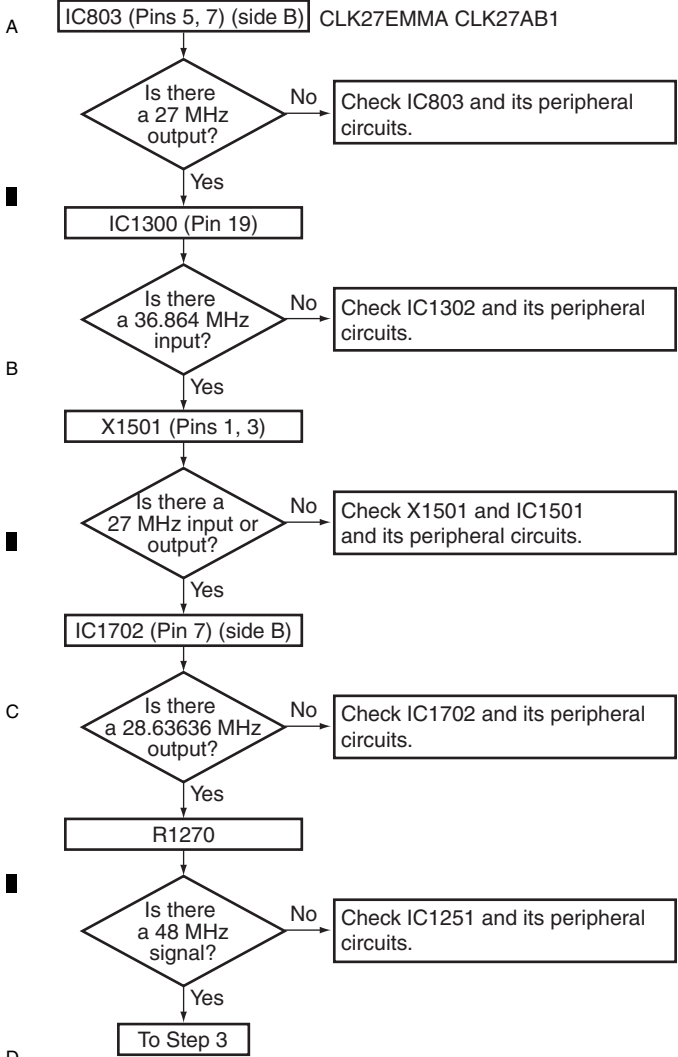 A
IC803 (Pins 5, 7) (side B) CLK27EMMA CLK27AB1
Is there
a 27 MHz
output?
No
Check IC803 and its peripheral
circuits.
Yes
IC1300 (Pin 19)
Is there
a 36.864 MHz
input?
No
Check IC1302 and its peripheral
circuits.
B
Yes
X1501 (Pins 1, 3)
Is there a
27 MHz input or
output?
No
Check X1501 and IC1501
and its peripheral circuits.
Yes
IC1702 (Pin 7) (side B)
C
Is there
a 28.63636 MHz
output?
No
Check IC1702 and its peripheral
circuits.
Yes
R1270
Is there
a 48 MHz
signal?
No
Check IC1251 and its peripheral
circuits.
Yes
To Step 3
D